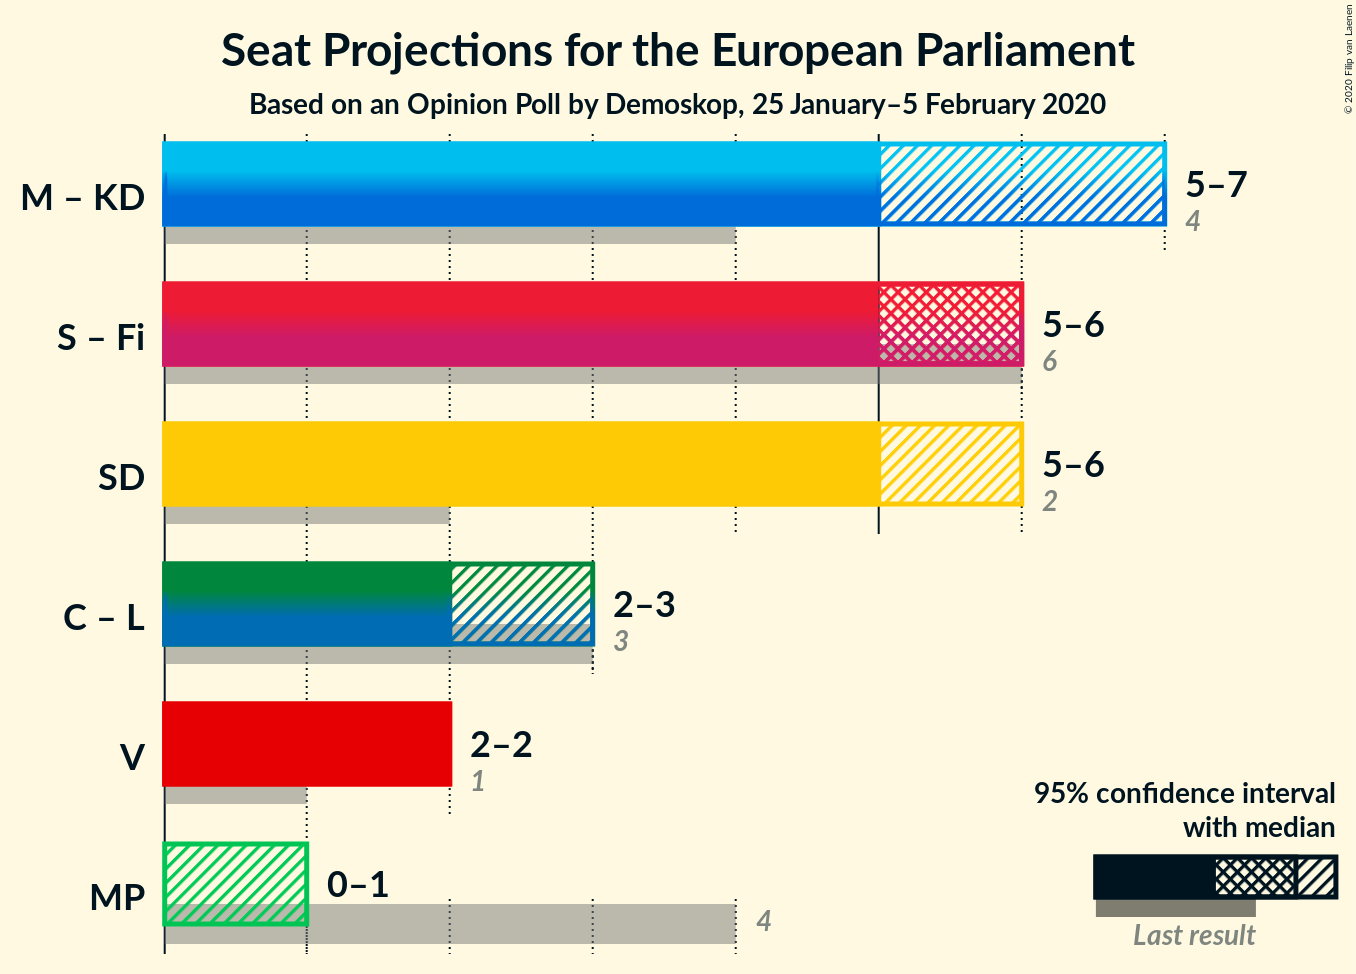 Seat Projections for the European Parliament
Based on an Opinion Poll by Demoskop, 25 January–5 February 2020
© 2020 Filip van Laenen
M – KD
5–7
4
S – Fi
5–6
6
SD
5–6
2
C – L
2–3
3
V
2–2
1
MP
0–1
4
95% confidence interval
with median
Last result